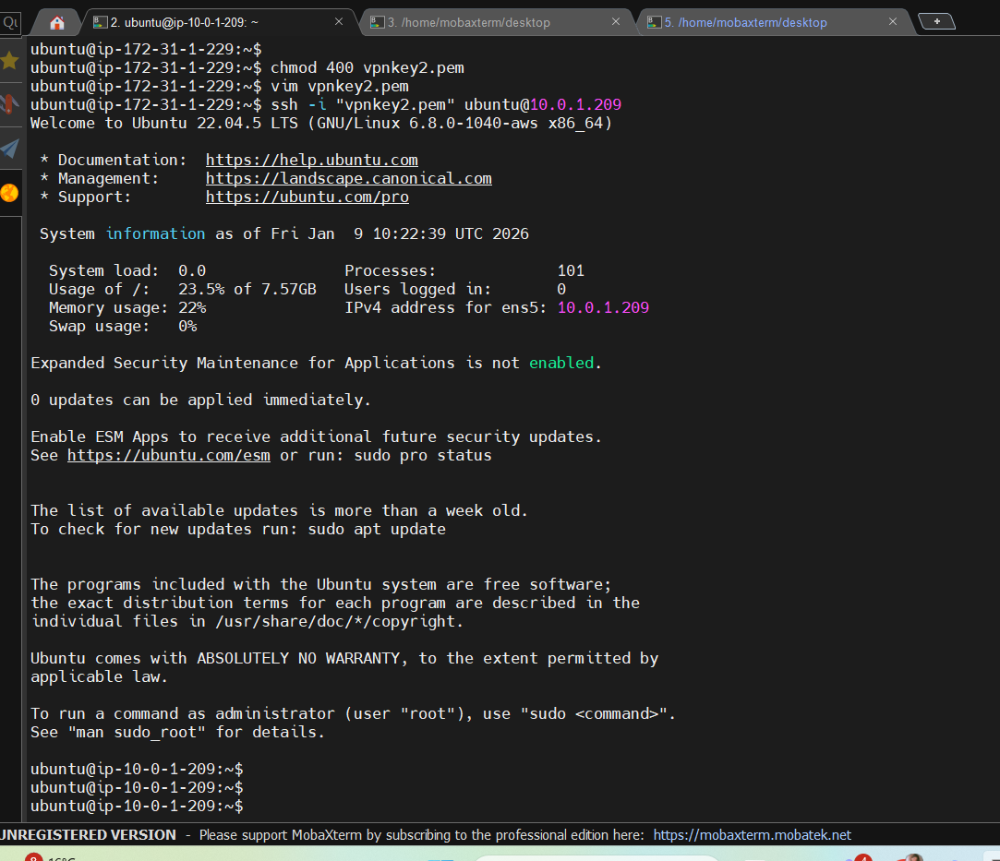 2. ubuntu@ip-10-0-1-209: ~
3. /home/mobaxterm/desktop
5. /home/mobaxterm/desktop
ubuntu@ip-172-31-1-229:~$
ubuntu@ip-172-31-1-229:~$ chmod 400 vpnkey2.pem
ubuntu@ip-172-31-1-229:~$ vim vpnkey2.pem
ubuntu@ip-172-31-1-229:~$ ssh -i "vpnkey2.pem" ubuntu@10.0.1.209
Welcome to Ubuntu 22.04.5 LTS (GNU/Linux 6.8.0-1040-aws x86_64)
* Documentation:  https://help.ubuntu.com
* Management:     https://landscape.canonical.com
* Support:        https://ubuntu.com/pro
System information as of Fri Jan  9 10:22:39 UTC 2026
System load:  0.0               Processes:             101
Usage of /:   23.5% of 7.57GB   Users logged in:       0
Memory usage: 22%               IPv4 address for ens5: 10.0.1.209
Swap usage:   0%
Expanded Security Maintenance for Applications is not enabled.
0 updates can be applied immediately.
Enable ESM Apps to receive additional future security updates.
See https://ubuntu.com/esm or run: sudo pro status
The list of available updates is more than a week old.
To check for new updates run: sudo apt update
The programs included with the Ubuntu system are free software;
the exact distribution terms for each program are described in the
individual files in /usr/share/doc/*/copyright.
Ubuntu comes with ABSOLUTELY NO WARRANTY, to the extent permitted by
applicable law.
To run a command as administrator (user "root"), use "sudo <command>".
See "man sudo_root" for details.
ubuntu@ip-10-0-1-209:~$
ubuntu@ip-10-0-1-209:~$
ubuntu@ip-10-0-1-209:~$
UNREGISTERED VERSION - Please support MobaXterm by subscribing to the professional edition here: https://mobaxterm.mobatek.net